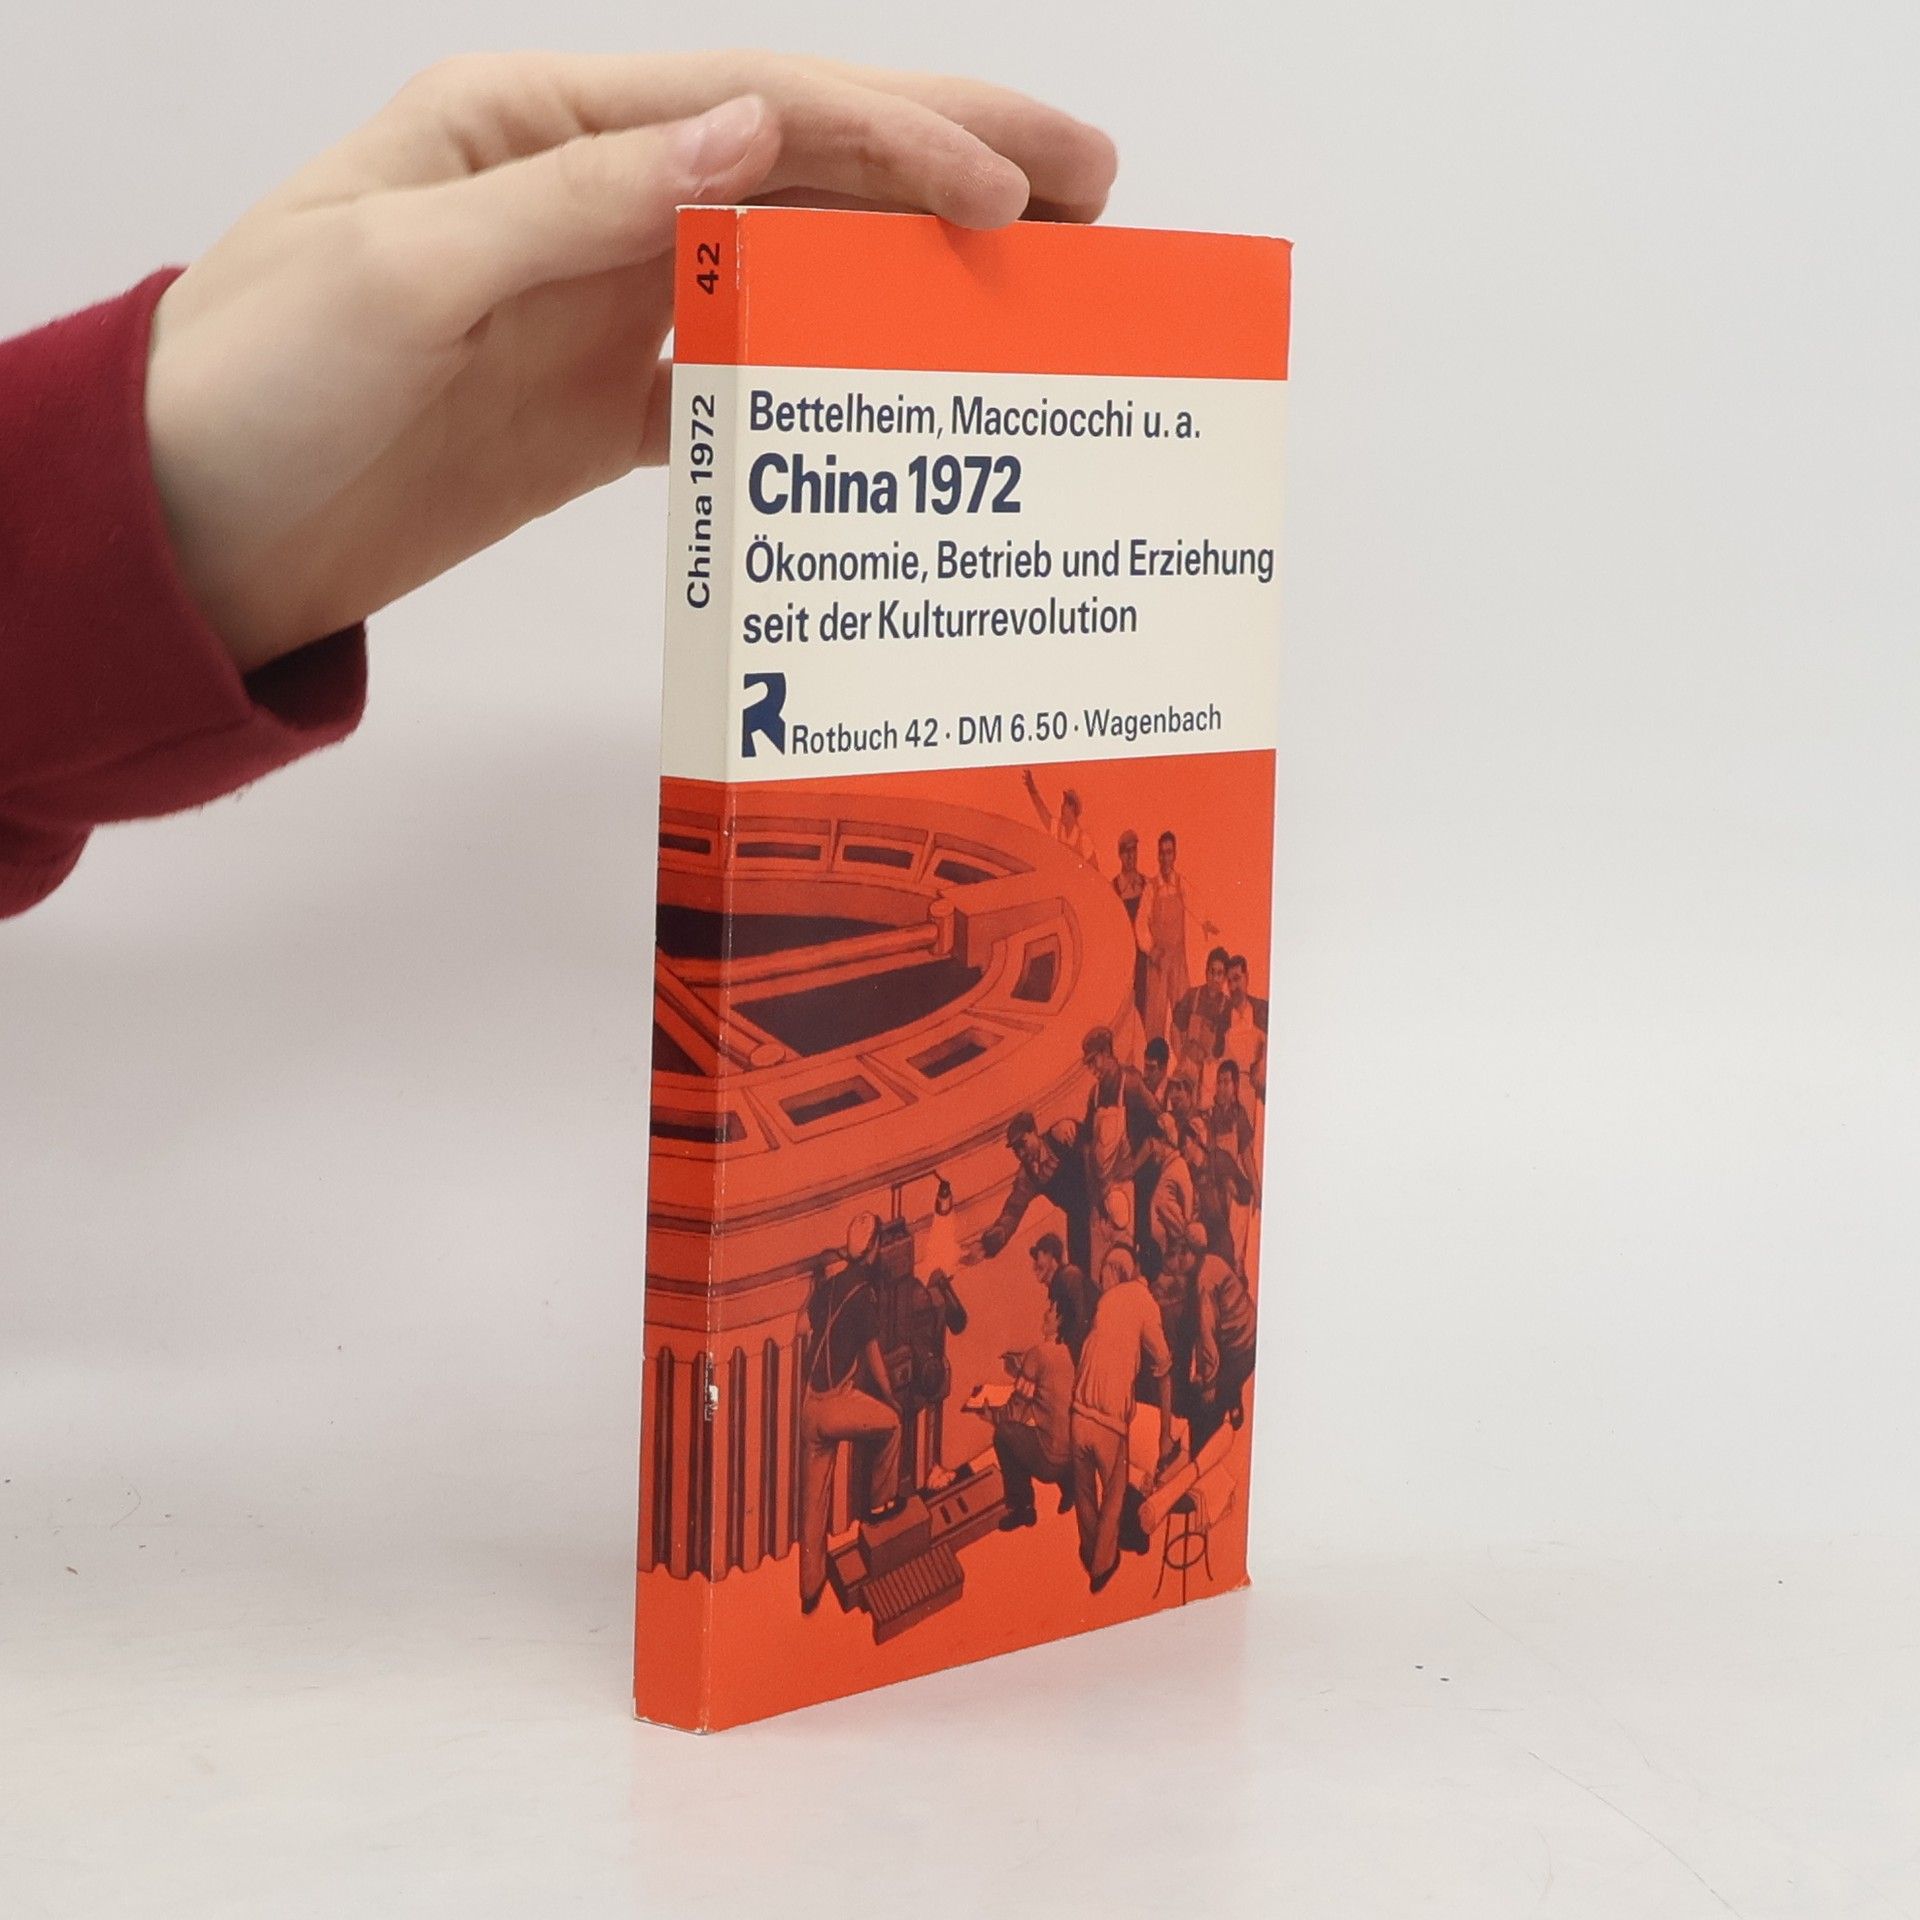 42
China 1972
Bettelheim, Macciocchi u. a.
China 1972
Ökonomie, Betrieb und Erziehung
seit der Kulturrevolution
R Rotbuch 42 · DM 6.50 · Wagenbach